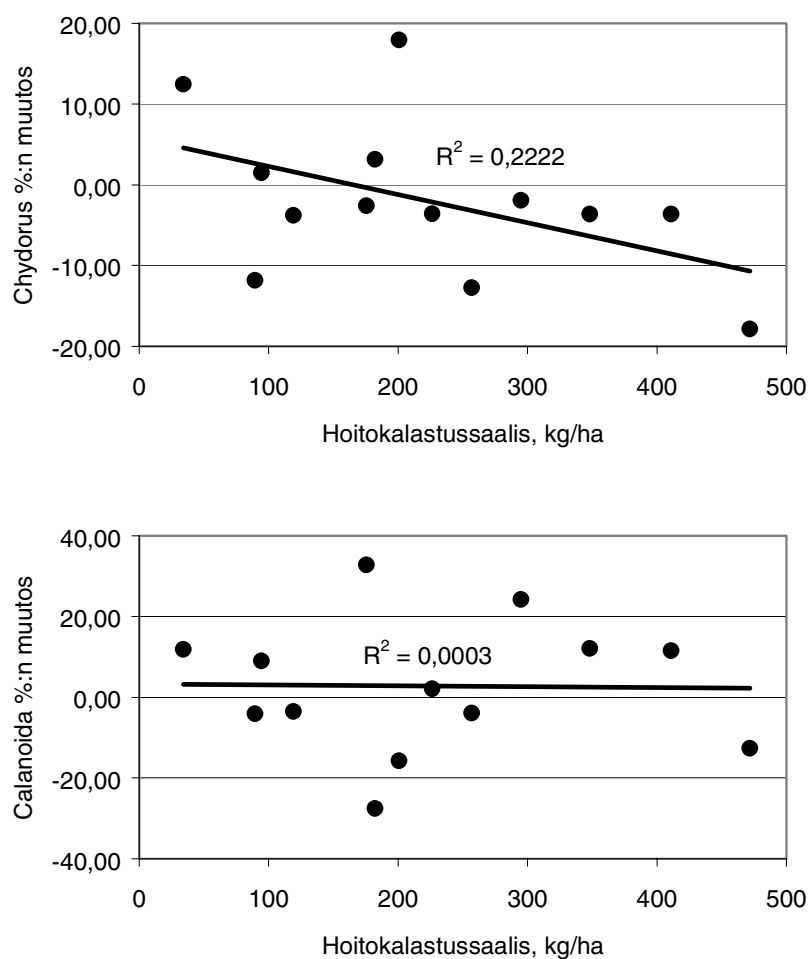 20,00
10,00
0,00
-10,00
-20,00
Chydorus %:n muutos
R² = 0,2222
0 100 200 300 400 500
Hoitokalastussaalis, kg/ha
40,00
20,00
0,00
-20,00
-40,00
Calanoida %:n muutos
R² = 0,0003
0 100 200 300 400 500
Hoitokalastussaalis, kg/ha